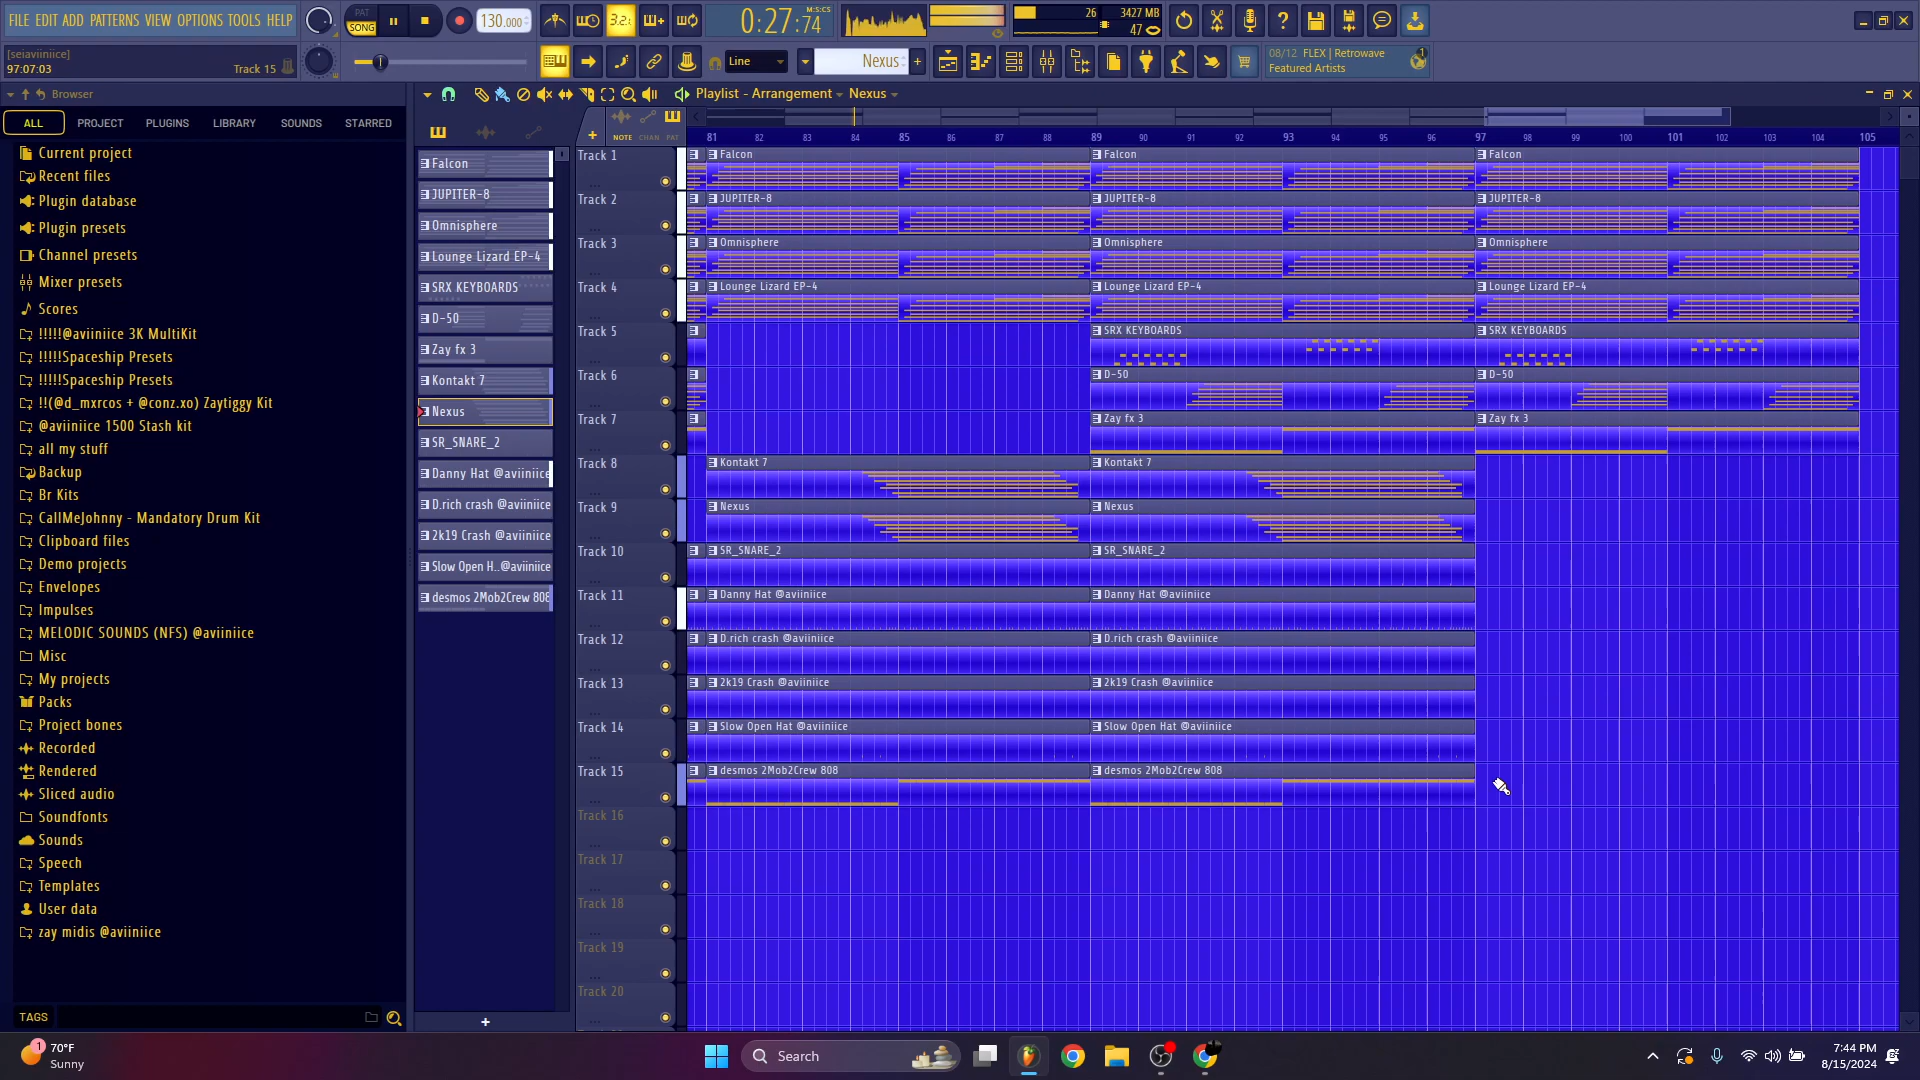 FILE EDIT ADD PATTERNS VIEW OPTIONS TOOLS HELP
PAT
SONG
130.000
3.2.
0:27:74
M:S:CS
26
3427 MB
47
[seiaviiniice]
97:07:03
Track 15
Line
Nexus
08/12 FLEX | Retrowave
Featured Artists
1
Browser
Playlist - Arrangement
Nexus
ALL
PROJECT
PLUGINS
LIBRARY
SOUNDS
STARRED
Current project
Recent files
Plugin database
Plugin presets
Channel presets
Mixer presets
Scores
!!!!!@aviiniice 3K MultiKit
!!!!!Spaceship Presets
!!!!!Spaceship Presets
!!(@d_mxrcos + @conz.xo) Zaytiggy Kit
@aviiniice 1500 Stash kit
all my stuff
Backup
Br Kits
CallMeJohnny - Mandatory Drum Kit
Clipboard files
Demo projects
Envelopes
Impulses
MELODIC SOUNDS (NFS) @aviiniice
Misc
My projects
Packs
Project bones
Recorded
Rendered
Sliced audio
Soundfonts
Sounds
Speech
Templates
User data
zay midis @aviiniice
TAGS
Falcon
JUPITER-8
Omnisphere
Lounge Lizard EP-4
SRX KEYBOARDS
D-50
Zay fx 3
Kontakt 7
Nexus
SR_SNARE_2
Danny Hat @aviiniice
D.rich crash @aviiniice
2k19 Crash @aviiniice
Slow Open H..@aviiniice
desmos 2Mob2Crew 808
+
NOTE CHAN PAT
81 82 83 84 85 86 87 88 89 90 91 92 93 94 95 96 97 98 99 100 101 102 103 104 105
Track 1
Falcon
Falcon
Falcon
Track 2
JUPITER-8
JUPITER-8
JUPITER-8
Track 3
Omnisphere
Omnisphere
Omnisphere
Track 4
Lounge Lizard EP-4
Lounge Lizard EP-4
Lounge Lizard EP-4
Track 5
SRX KEYBOARDS
SRX KEYBOARDS
Track 6
D-50
D-50
Track 7
Zay fx 3
Zay fx 3
Track 8
Kontakt 7
Kontakt 7
Track 9
Nexus
Nexus
Track 10
SR_SNARE_2
SR_SNARE_2
Track 11
Danny Hat @aviiniice
Danny Hat @aviiniice
Track 12
D.rich crash @aviiniice
D.rich crash @aviiniice
Track 13
2k19 Crash @aviiniice
2k19 Crash @aviiniice
Track 14
Slow Open Hat @aviiniice
Slow Open Hat @aviiniice
Track 15
desmos 2Mob2Crew 808
desmos 2Mob2Crew 808
Track 16
Track 17
Track 18
Track 19
Track 20
1
70°F
Sunny
Search
7:44 PM
8/15/2024